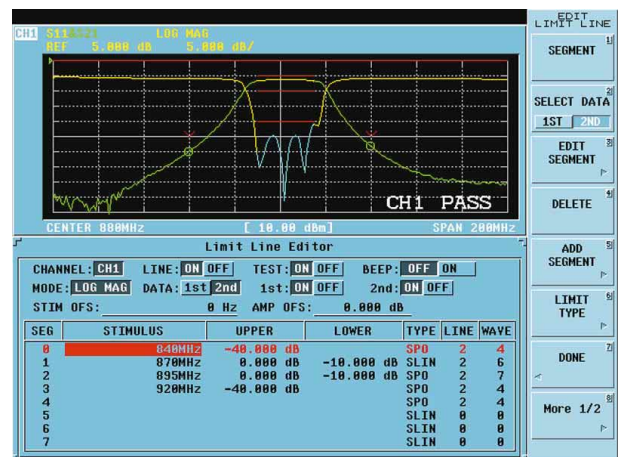 CH1 S11&S21 LOG MAG
REF 5.000 dB 5.000 dB/
CH1 PASS
CENTER 880MHz [ 10.00 dBm] SPAN 200MHz
Limit Line Editor
CHANNEL: CH1 LINE: ON OFF TEST: ON OFF BEEP: OFF ON
MODE: LOG MAG DATA: 1st 2nd 1st: ON OFF 2nd: ON OFF
STIM OFS: 0 Hz AMP OFS: 0.000 dB
SEG STIMULUS UPPER LOWER TYPE LINE WAVE
0 840MHz -40.000 dB SPO 2 4
1 870MHz 0.000 dB -10.000 dB SLIN 2 6
2 895MHz 0.000 dB -10.000 dB SPO 2 7
3 920MHz -40.000 dB SPO 2 4
4 SPO 2 4
5 SLIN 0 0
6 SLIN 0 0
7 SLIN 0 0
EDIT
LIMIT LINE
1
SEGMENT
2
SELECT DATA
1ST 2ND
3
EDIT
SEGMENT
4
DELETE
5
ADD
SEGMENT
6
LIMIT
TYPE
7
DONE
8
More 1/2